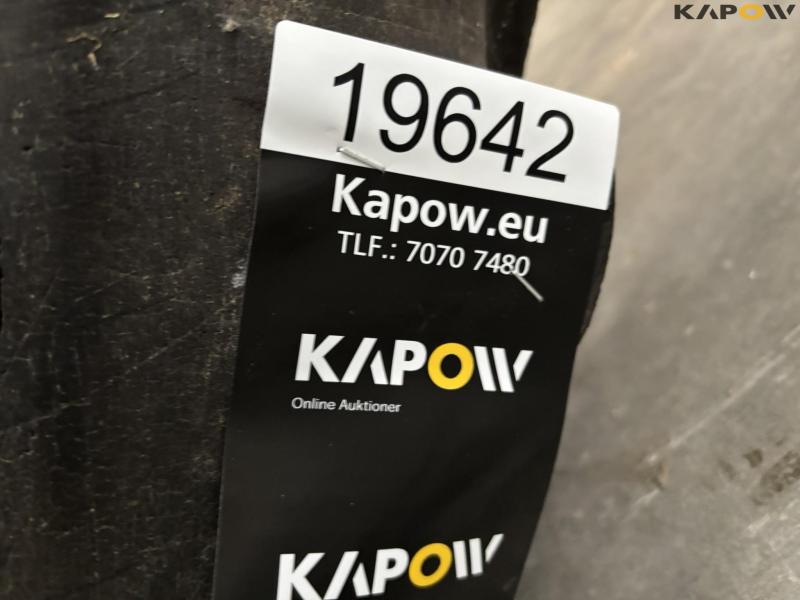 KAPOW
19642
Kapow.eu
TLF.: 7070 7480
KAPOW
Online Auktioner
KAPOW